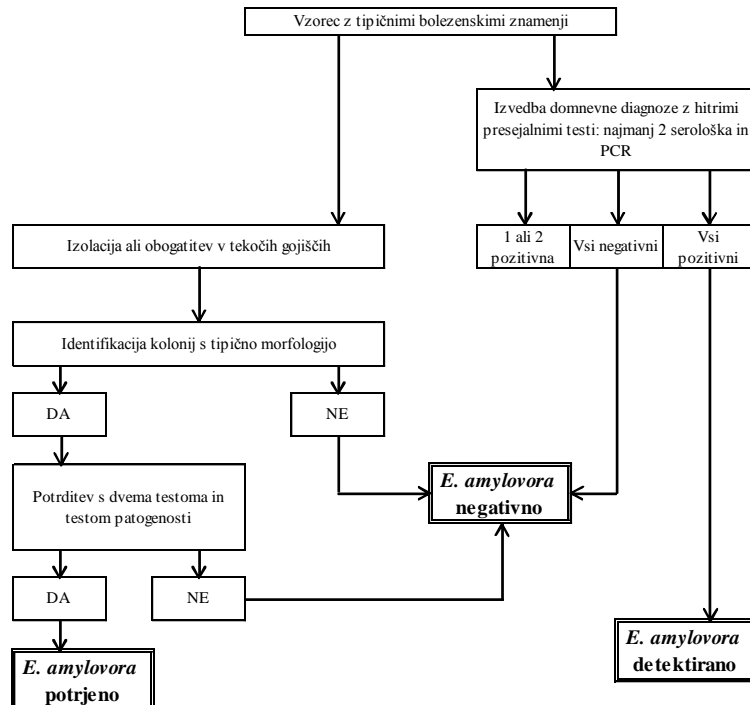 Vzorec z tipičnimi bolezenskimi znamenji
Izvedba domnevne diagnoze z hitrimi
presejalnimi testi: najmanj 2 serološka in
PCR
1 ali 2
pozitivna
Vsi negativni
Vsi
pozitivni
Izolacija ali obogatitev v tekočih gojiščih
Identifikacija kolonij s tipično morfologijo
DA
NE
Potrditev s dvema testoma in
testom patogenosti
E. amylovora
negativno
DA
NE
E. amylovora
detektirano
E. amylovora
potrjeno